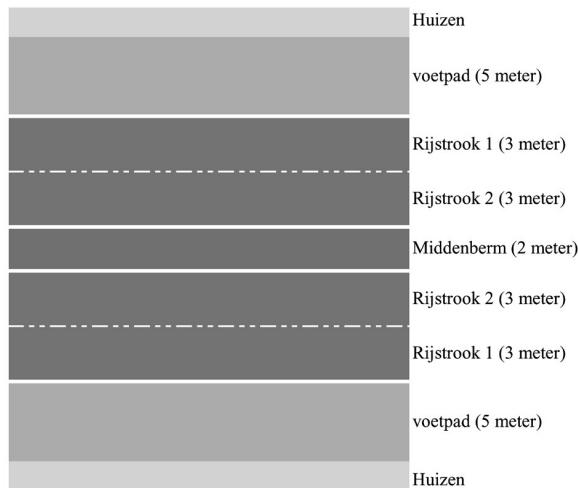 Huizen
voetpad (5 meter)
Rijstrook 1 (3 meter)
Rijstrook 2 (3 meter)
Middenberm (2 meter)
Rijstrook 2 (3 meter)
Rijstrook 1 (3 meter)
voetpad (5 meter)
Huizen